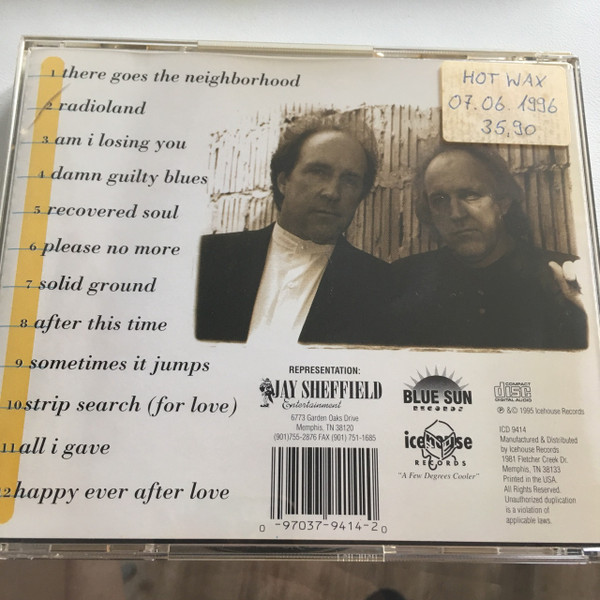 1 there goes the neighborhood
2 radioland
3 am i losing you
4 damn guilty blues
5 recovered soul
6 please no more
7 solid ground
8 after this time
9 sometimes it jumps
10 strip search (for love)
11 all i gave
12 happy ever after love
HOT WAX
07.06.1996
35,90
REPRESENTATION:
JAY SHEFFIELD
Entertainment
6773 Garden Oaks Drive
Memphis, TN 38120
(901)755-2876 FAX (901) 751-1685
0 -97037-9414-2 0
BLUE SUN
RECORDS
icehouse
RECORDS
"A Few Degrees Cooler"
COMPACT
disc
DIGITAL AUDIO
℗ &© 1995 Icehouse Records
ICD 9414
Manufactured & Distributed
by Icehouse Records
1981 Fletcher Creek Dr.
Memphis, TN 38133
Printed in the USA.
All Rights Reserved.
Unauthorized duplication
is a violation of
applicable laws.